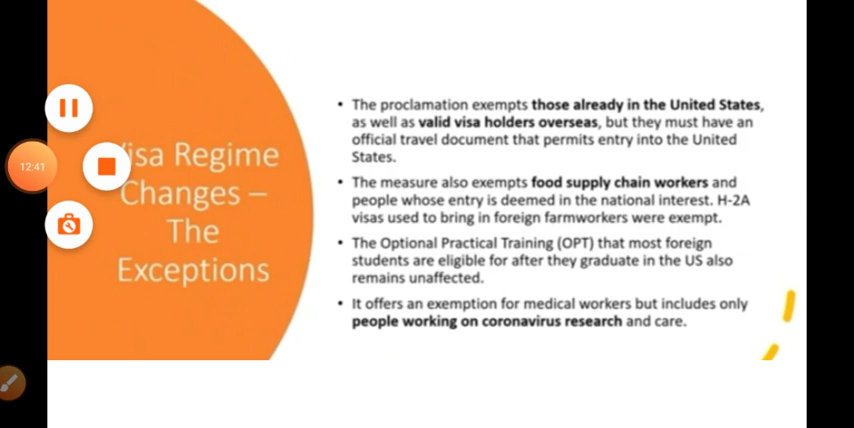 12:41
isa Regime
Changes –
The
Exceptions
• The proclamation exempts those already in the United States,
as well as valid visa holders overseas, but they must have an
official travel document that permits entry into the United
States.
• The measure also exempts food supply chain workers and
people whose entry is deemed in the national interest. H-2A
visas used to bring in foreign farmworkers were exempt.
• The Optional Practical Training (OPT) that most foreign
students are eligible for after they graduate in the US also
remains unaffected.
• It offers an exemption for medical workers but includes only
people working on coronavirus research and care.